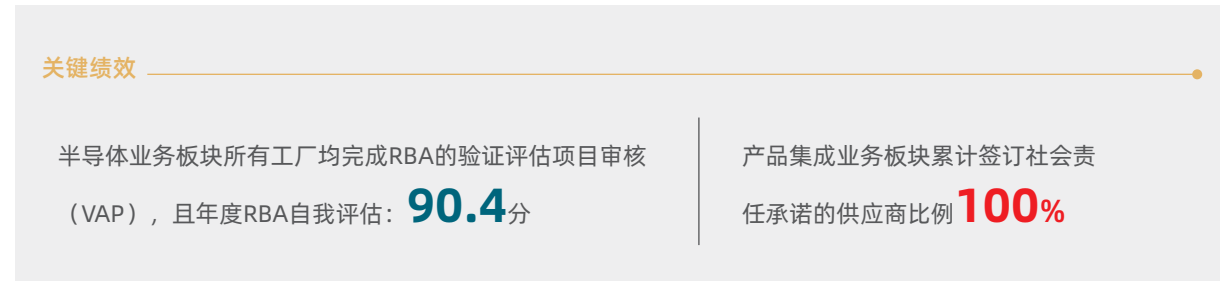 关键绩效
半导体业务板块所有工厂均完成RBA的验证评估项目审核
（VAP），且年度RBA自我评估：90.4分
产品集成业务板块累计签订社会责
任承诺的供应商比例100%